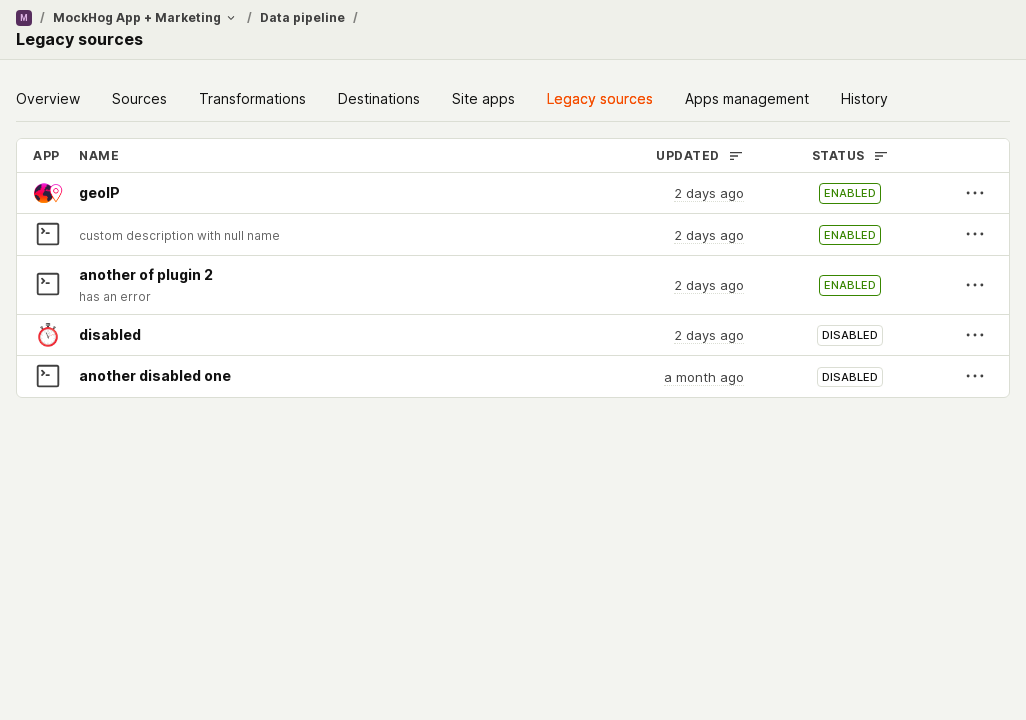 M / MockHog App + Marketing / Data pipeline /
Legacy sources
Overview Sources Transformations Destinations Site apps Legacy sources Apps management History
APP NAME UPDATED STATUS
geoIP 2 days ago ENABLED
custom description with null name 2 days ago ENABLED
another of plugin 2
has an error 2 days ago ENABLED
disabled 2 days ago DISABLED
another disabled one a month ago DISABLED